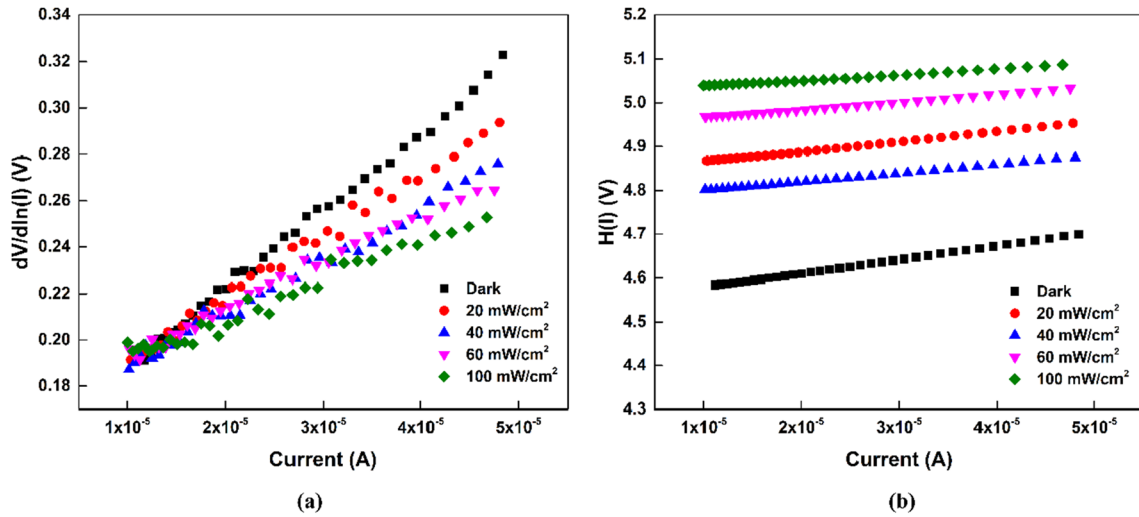 0.34
0.32
0.30
0.28
0.26
0.24
0.22
0.20
0.18
dV/dln(I) (V)
Dark
20 mW/cm²
40 mW/cm²
60 mW/cm²
100 mW/cm²
1x10⁻⁵
2x10⁻⁵
3x10⁻⁵
4x10⁻⁵
5x10⁻⁵
Current (A)
(a)
5.2
5.1
5.0
4.9
4.8
4.7
4.6
4.5
4.4
4.3
H(I) (V)
Dark
20 mW/cm²
40 mW/cm²
60 mW/cm²
100 mW/cm²
1x10⁻⁵
2x10⁻⁵
3x10⁻⁵
4x10⁻⁵
5x10⁻⁵
Current (A)
(b)